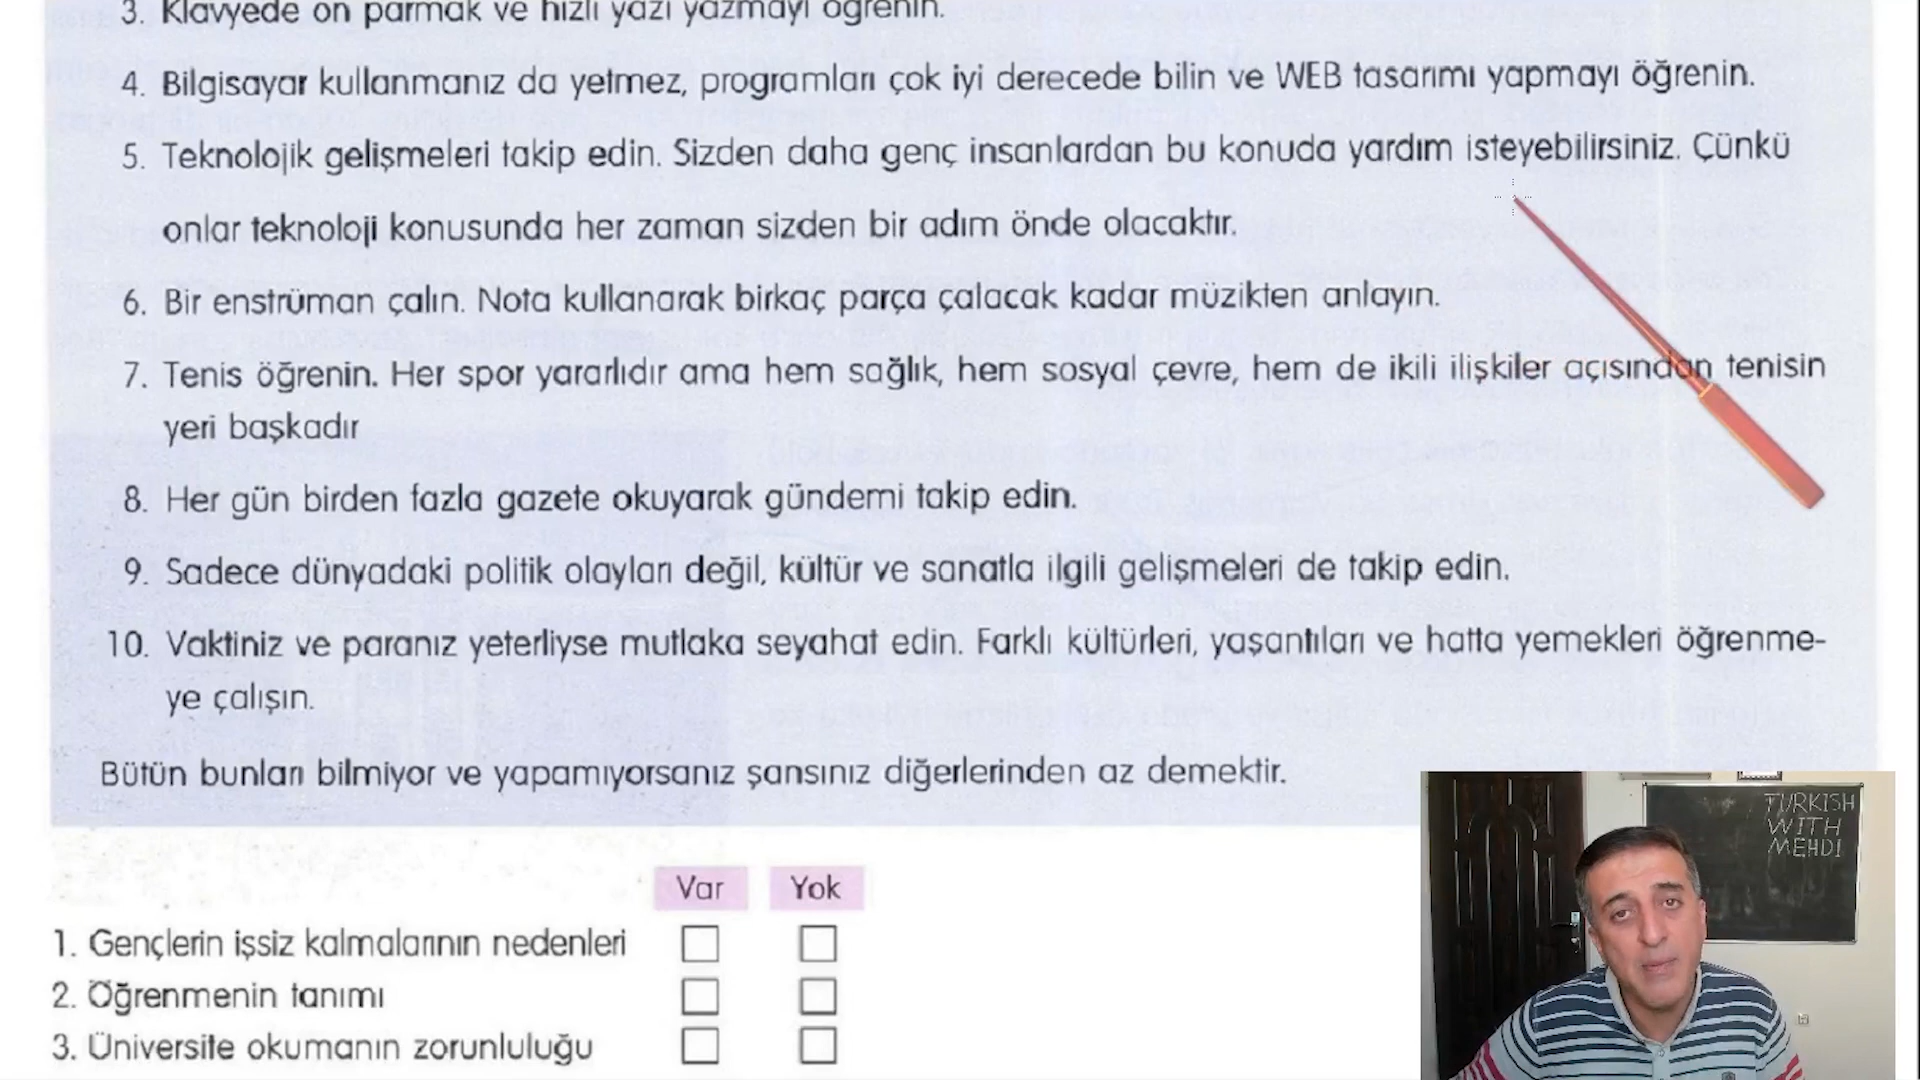 3. Klavyede on parmak ve hızlı yazı yazmayı öğrenin.
4. Bilgisayar kullanmanız da yetmez, programları çok iyi derecede bilin ve WEB tasarımı yapmayı öğrenin.
5. Teknolojik gelişmeleri takip edin. Sizden daha genç insanlardan bu konuda yardım isteyebilirsiniz. Çünkü
onlar teknoloji konusunda her zaman sizden bir adım önde olacaktır.
6. Bir enstrüman çalın. Nota kullanarak birkaç parça çalacak kadar müzikten anlayın.
7. Tenis öğrenin. Her spor yararlıdır ama hem sağlık, hem sosyal çevre, hem de ikili ilişkiler açısından tenisin
yeri başkadır
8. Her gün birden fazla gazete okuyarak gündemi takip edin.
9. Sadece dünyadaki politik olayları değil, kültür ve sanatla ilgili gelişmeleri de takip edin.
10. Vaktiniz ve paranız yeterliyse mutlaka seyahat edin. Farklı kültürleri, yaşantıları ve hatta yemekleri öğrenme-
ye çalışın.
Bütün bunları bilmiyor ve yapamıyorsanız şansınız diğerlerinden az demektir.
Var Yok
1. Gençlerin işsiz kalmalarının nedenleri
2. Öğrenmenin tanımı
3. Üniversite okumanın zorunluluğu
TURKISH
WITH
MEHDI